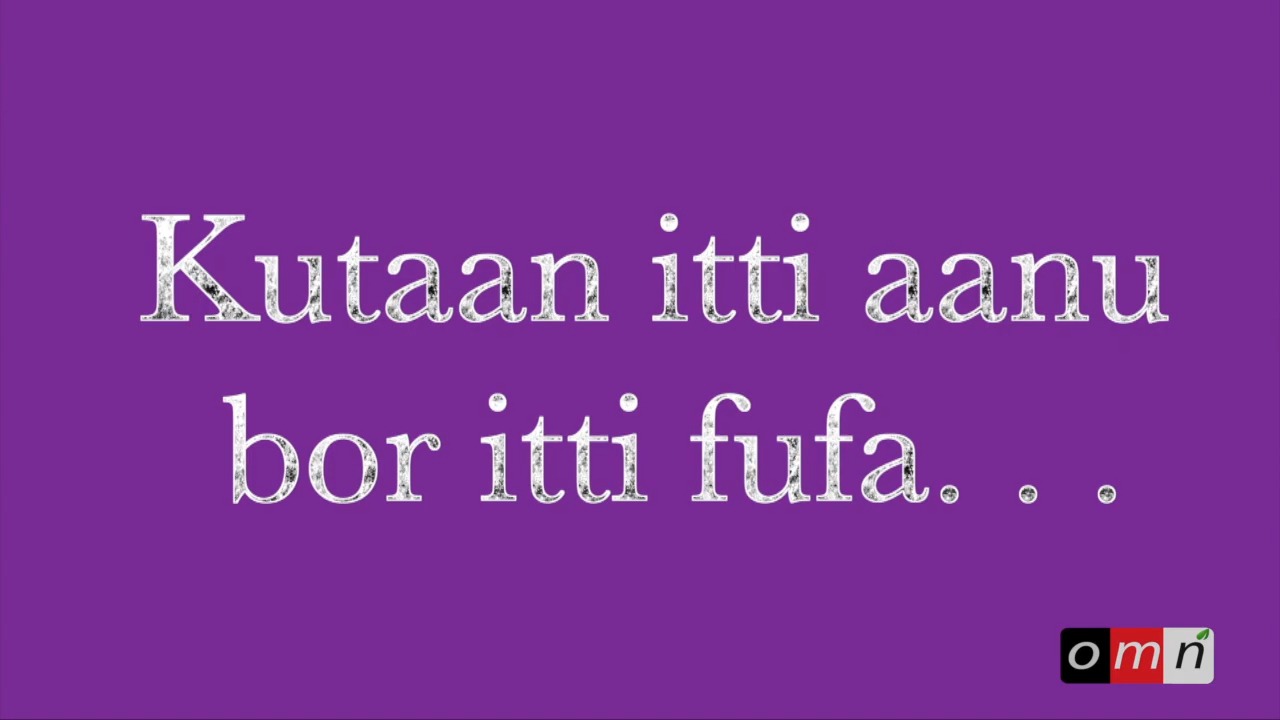 Kutaan itti aanu
bor itti fufa. . .
omn